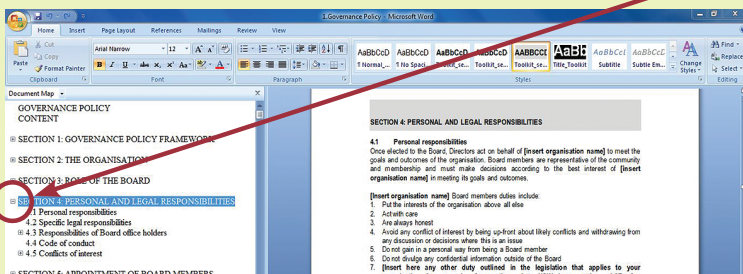 1.Governance Policy - Microsoft Word
Home Insert Page Layout References Mailings Review View
Cut
Copy
Format Painter
Paste
Clipboard
Arial Narrow 12
Font
Paragraph
AaBbCcD AaBbCcD AaBbCcD AaBbCcD AABBCCI AaBb AaBbCcL AaBbCcL
1 Normal,... 1 No Spaci... Toolkit_se... Toolkit_se... Toolkit_se... Title_Toolkit Subtitle Subtle Em...
Change
Styles
Styles
Find
Replace
Select
Editing
Document Map
GOVERNANCE POLICY
CONTENT
SECTION 1: GOVERNANCE POLICY FRAMEWORK
SECTION 2: THE ORGANISATION
SECTION 3: ROLE OF THE BOARD
SECTION 4: PERSONAL AND LEGAL RESPONSIBILITIES
4.1 Personal responsibilities
4.2 Specific legal responsibilities
4.3 Responsibilities of Board office holders
4.4 Code of conduct
4.5 Conflicts of interest
SECTION 5: APPOINTMENT OF BOARD MEMBERS
SECTION 4: PERSONAL AND LEGAL RESPONSIBILITIES
4.1 Personal responsibilities
Once elected to the Board, Directors act on behalf of [insert organisation name] to meet the
goals and outcomes of the organisation. Board members are representative of the community
and membership and must make decisions according to the best interest of [insert
organisation name] in meeting its goals and outcomes.
[Insert organisation name] Board members duties include:
1. Put the interests of the organisation above all else
2. Act with care
3. Are always honest
4. Avoid any conflict of interest by being up-front about likely conflicts and withdrawing from
any discussion or decisions where this is an issue
5. Do not gain in a personal way from being a Board member
6. Do not divulge any confidential information outside of the Board
7. [Insert here any other duty outlined in the legislation that applies to your